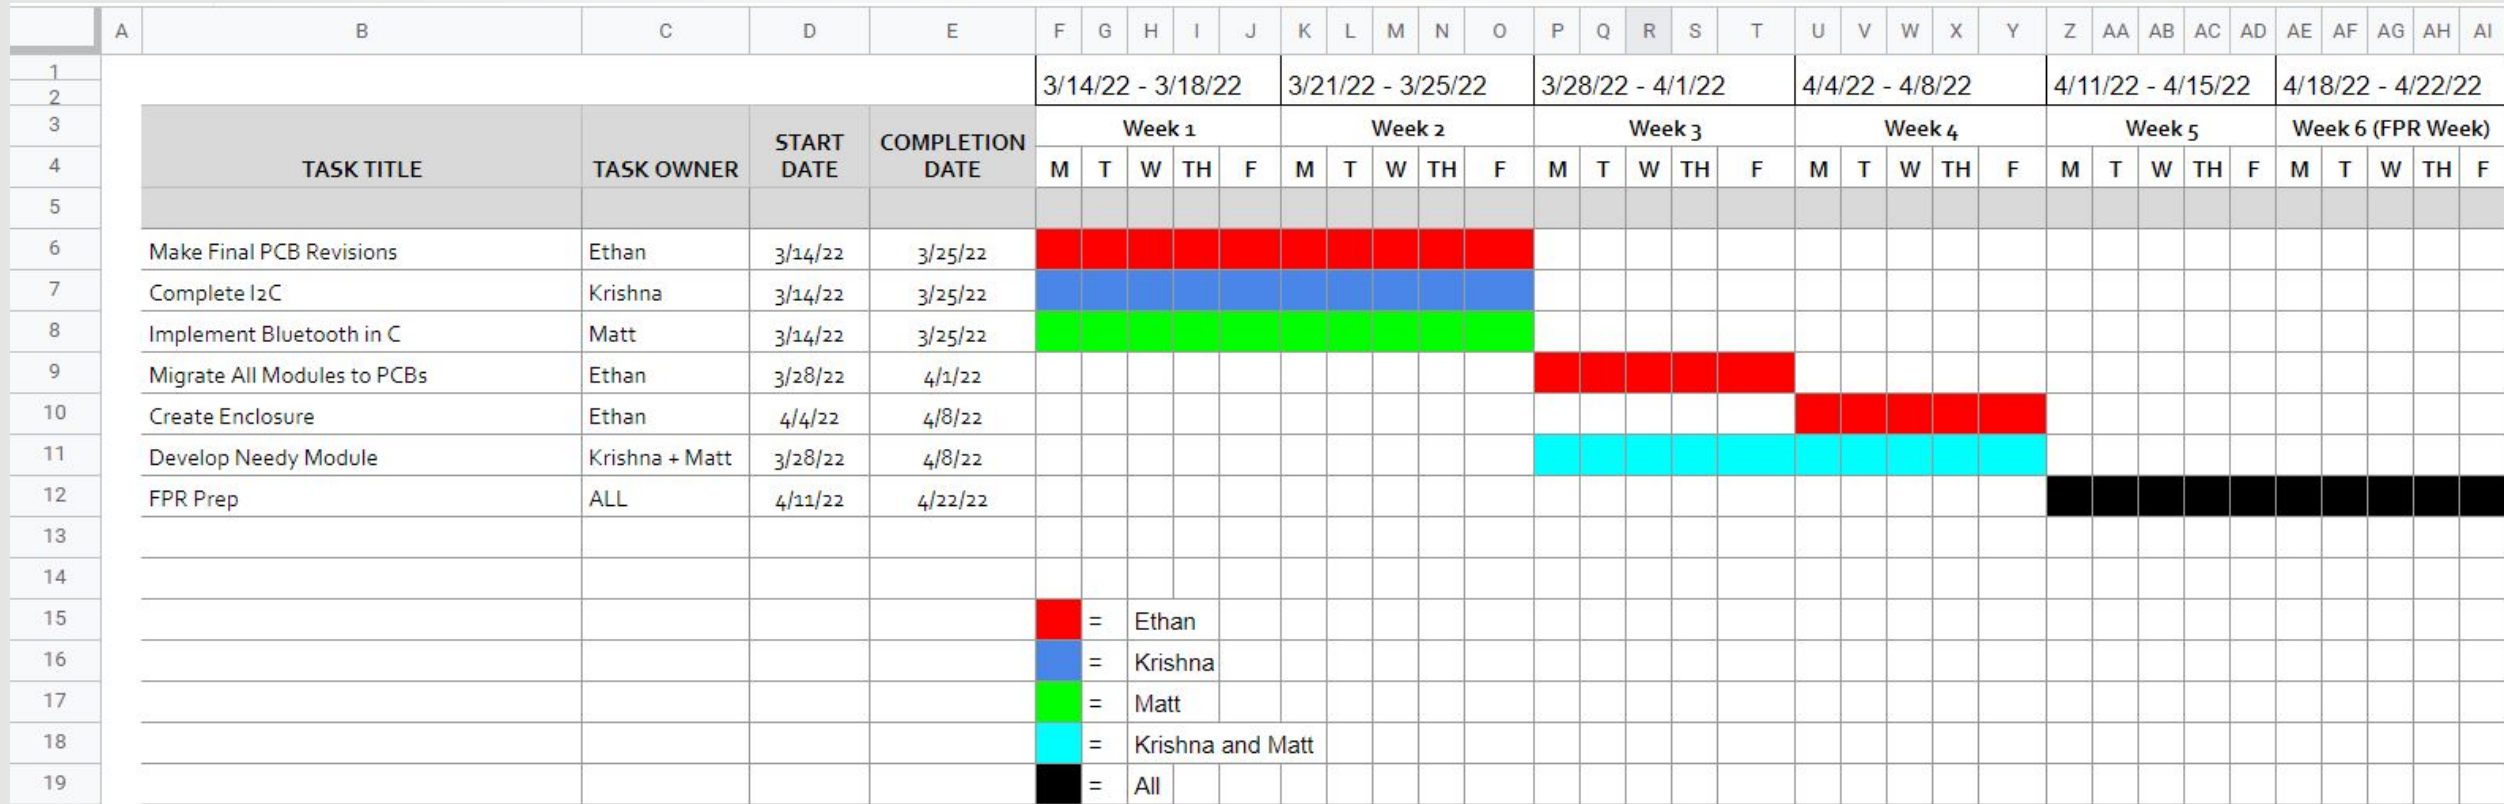 A B C D E F G H I J K L M N O P Q R S T U V W X Y Z AA AB AC AD AE AF AG AH AI
1
2
3/14/22 - 3/18/22 3/21/22 - 3/25/22 3/28/22 - 4/1/22 4/4/22 - 4/8/22 4/11/22 - 4/15/22 4/18/22 - 4/22/22
3 Week 1 Week 2 Week 3 Week 4 Week 5 Week 6 (FPR Week)
START COMPLETION
4 TASK TITLE TASK OWNER DATE DATE M T W TH F M T W TH F M T W TH F M T W TH F M T W TH F M T W TH F
5
6 Make Final PCB Revisions Ethan 3/14/22 3/25/22
7 Complete I2C Krishna 3/14/22 3/25/22
8 Implement Bluetooth in C Matt 3/14/22 3/25/22
9 Migrate All Modules to PCBs Ethan 3/28/22 4/1/22
10 Create Enclosure Ethan 4/4/22 4/8/22
11 Develop Needy Module Krishna + Matt 3/28/22 4/8/22
12 FPR Prep ALL 4/11/22 4/22/22
13
14
15 = Ethan
16 = Krishna
17 = Matt
18 = Krishna and Matt
19 = All